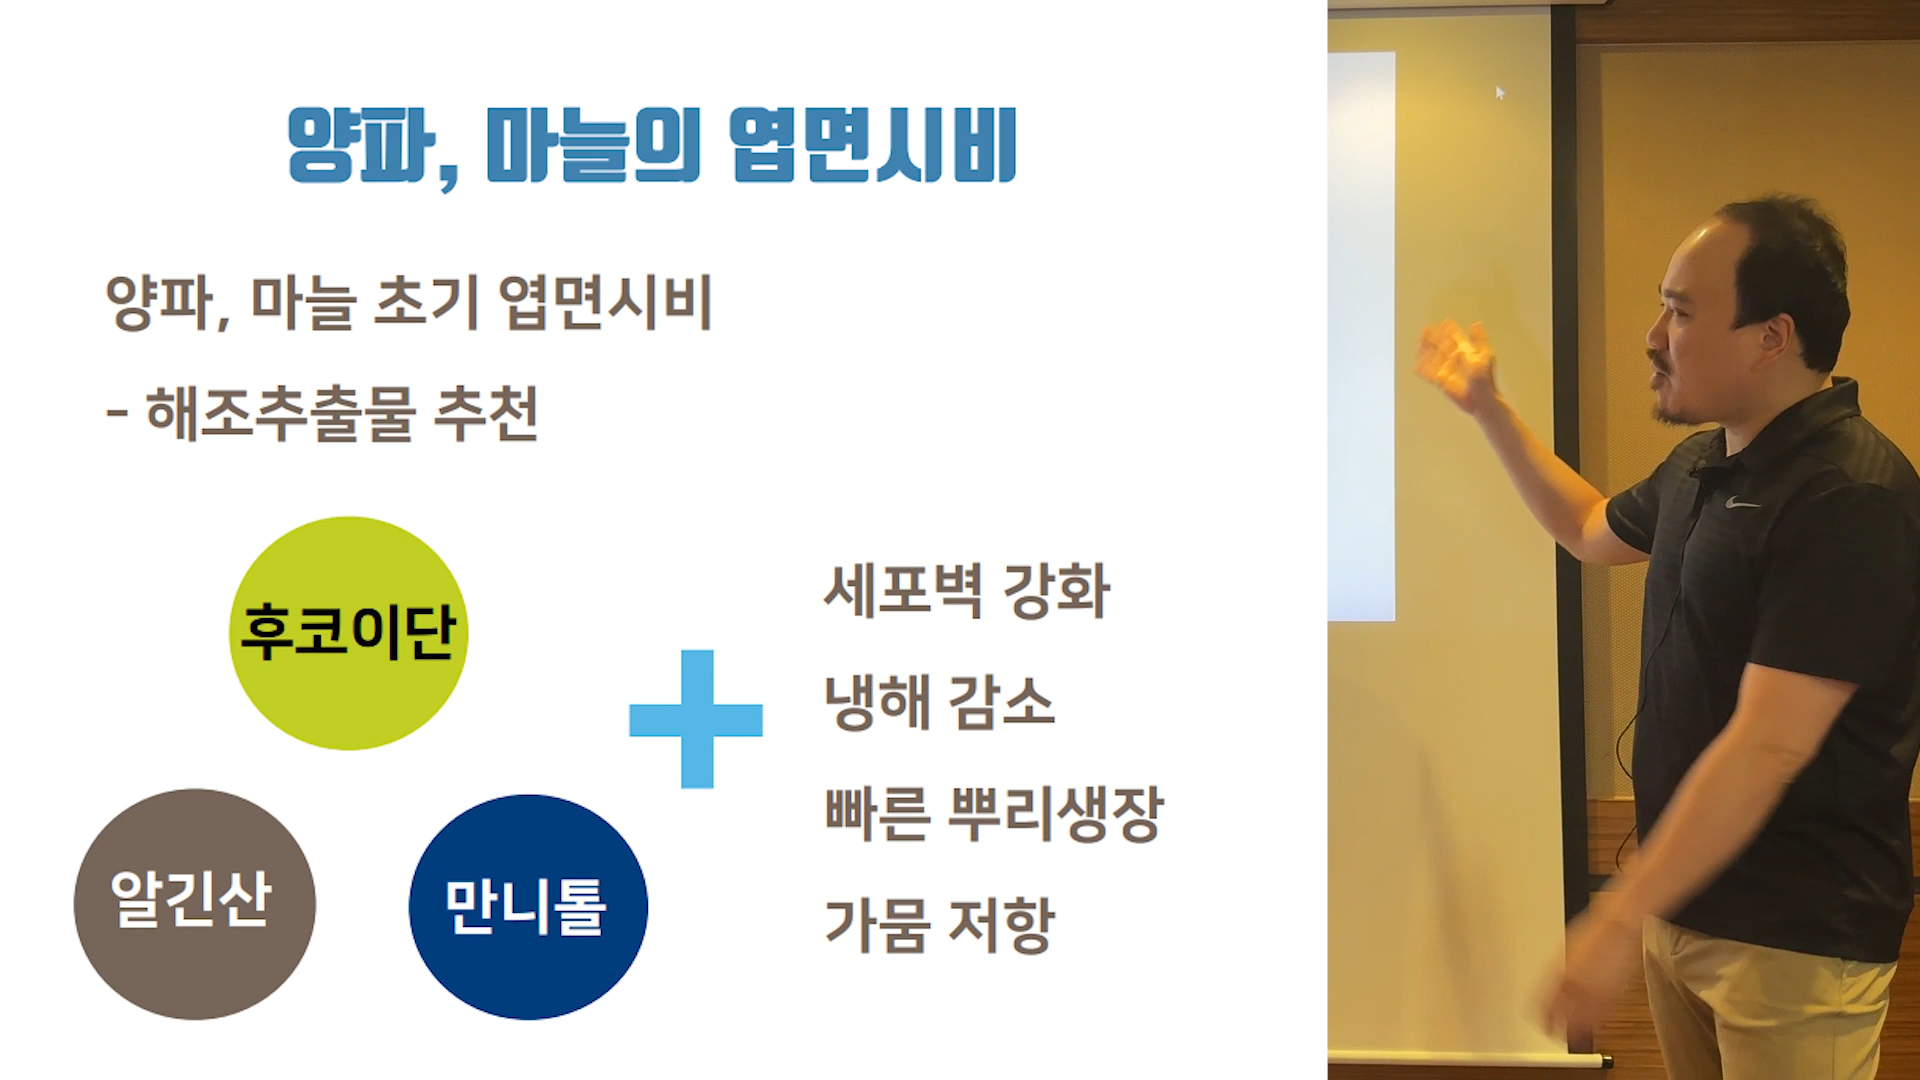 양파, 마늘의 엽면시비
양파, 마늘 초기 엽면시비
- 해조추출물 추천
후코이단
알긴산
만니톨
세포벽 강화
냉해 감소
빠른 뿌리생장
가뭄 저항